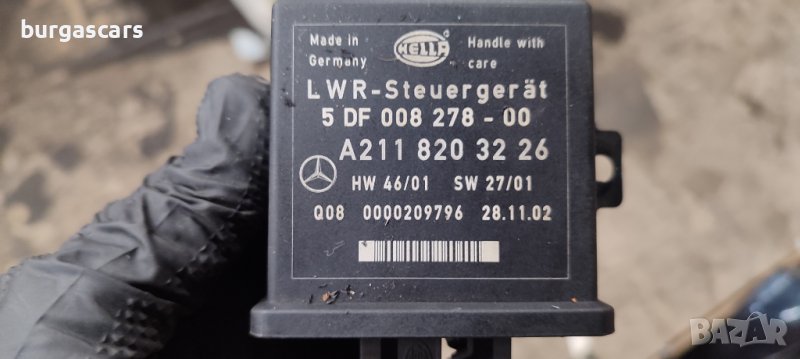 burgascars
Made in Germany
HELLA
Handle with care
LWR-Steuergerät
5 DF 008 278 - 00
A211 820 32 26
HW 46/01 SW 27/01
Q08 0000209796 28.11.02
BAZAR